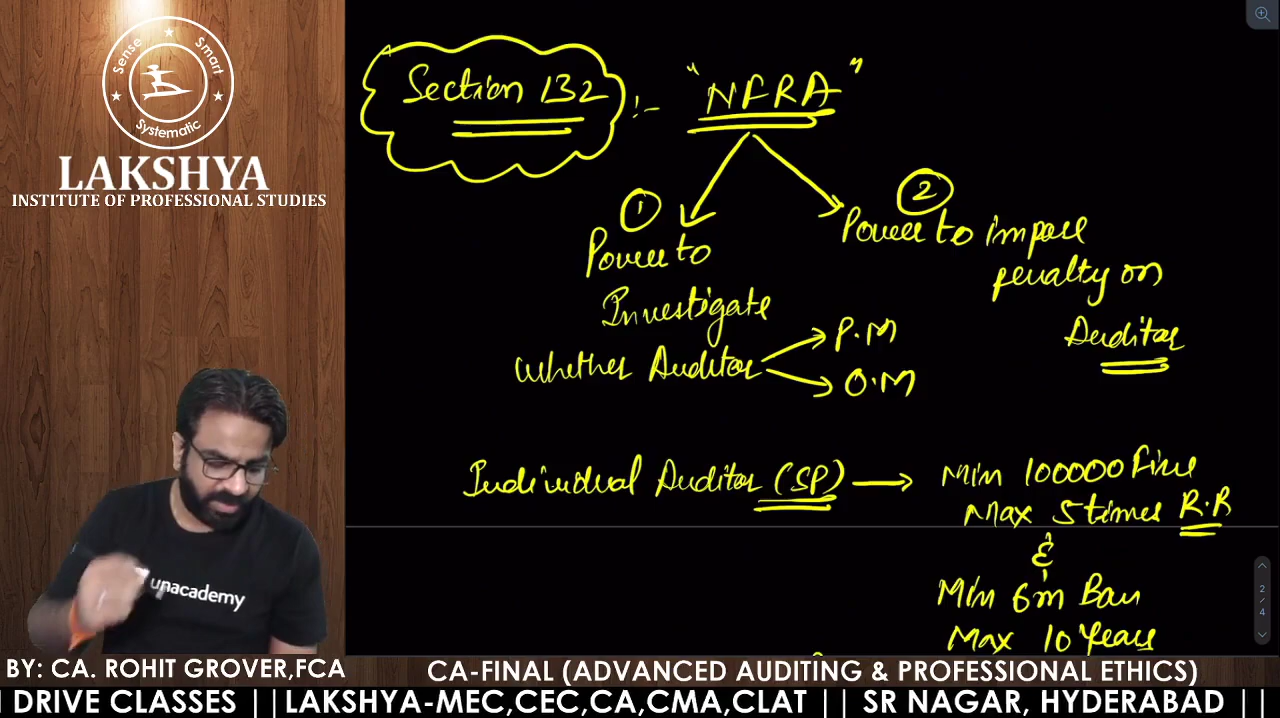 Sense
Smart
Systematic
LAKSHYA
INSTITUTE OF PROFESSIONAL STUDIES
Section 132 :- "NFRA"
①
Power to
Investigate
Whether Auditor
P.M
O.M
②
Power to impose
penalty on
Auditor
Individual Auditor (SP) → Min 100000 Fine
Max 5 times R.R
&
Min 6m Ban
Max 10 Years
2
/
4
unacademy
BY: CA. ROHIT GROVER,FCA
CA-FINAL (ADVANCED AUDITING & PROFESSIONAL ETHICS)
DRIVE CLASSES ||LAKSHYA-MEC,CEC,CA,CMA,CLAT || SR NAGAR, HYDERABAD ||